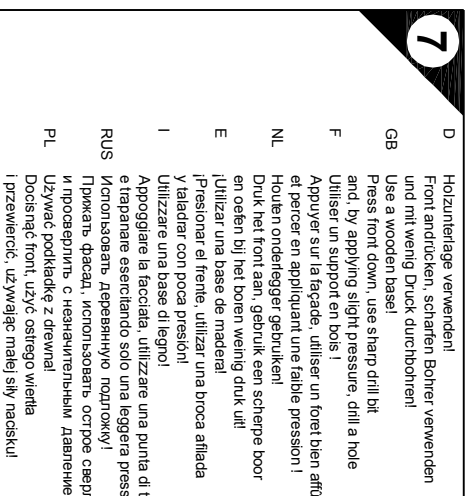 7
D Holzunterlage verwenden!
Front andrücken, scharfen Bohrer verwenden
und mit wenig Druck durchbohren!
GB Use a wooden base!
Press front down, use sharp drill bit
and, by applying slight pressure, drill a hole
F Utiliser un support en bois !
Appuyer sur la façade, utiliser un foret bien affû
et percer en appliquant une faible pression !
NL Houten onderlegger gebruiken!
Druk het front aan, gebruik een scherpe boor
en oefen bij het boren weinig druk uit!
E ¡Utilizar una base de madera!
¡Presionar el frente, utilizar una broca afilada
y taladrar con poca presión!
I Utilizzare una base di legno!
Appoggiare la facciata, utilizzare una punta di t
e trapanare esercitando solo una leggera press
RUS Использовать деревянную подложку!
Прижать фасад, использовать острое сверл
и просверлить с незначительным давление
PL Używać podkładkę z drewna!
Docisnąć front, użyć ostrego wiertła
i przewiercić, używając małej siły nacisku!